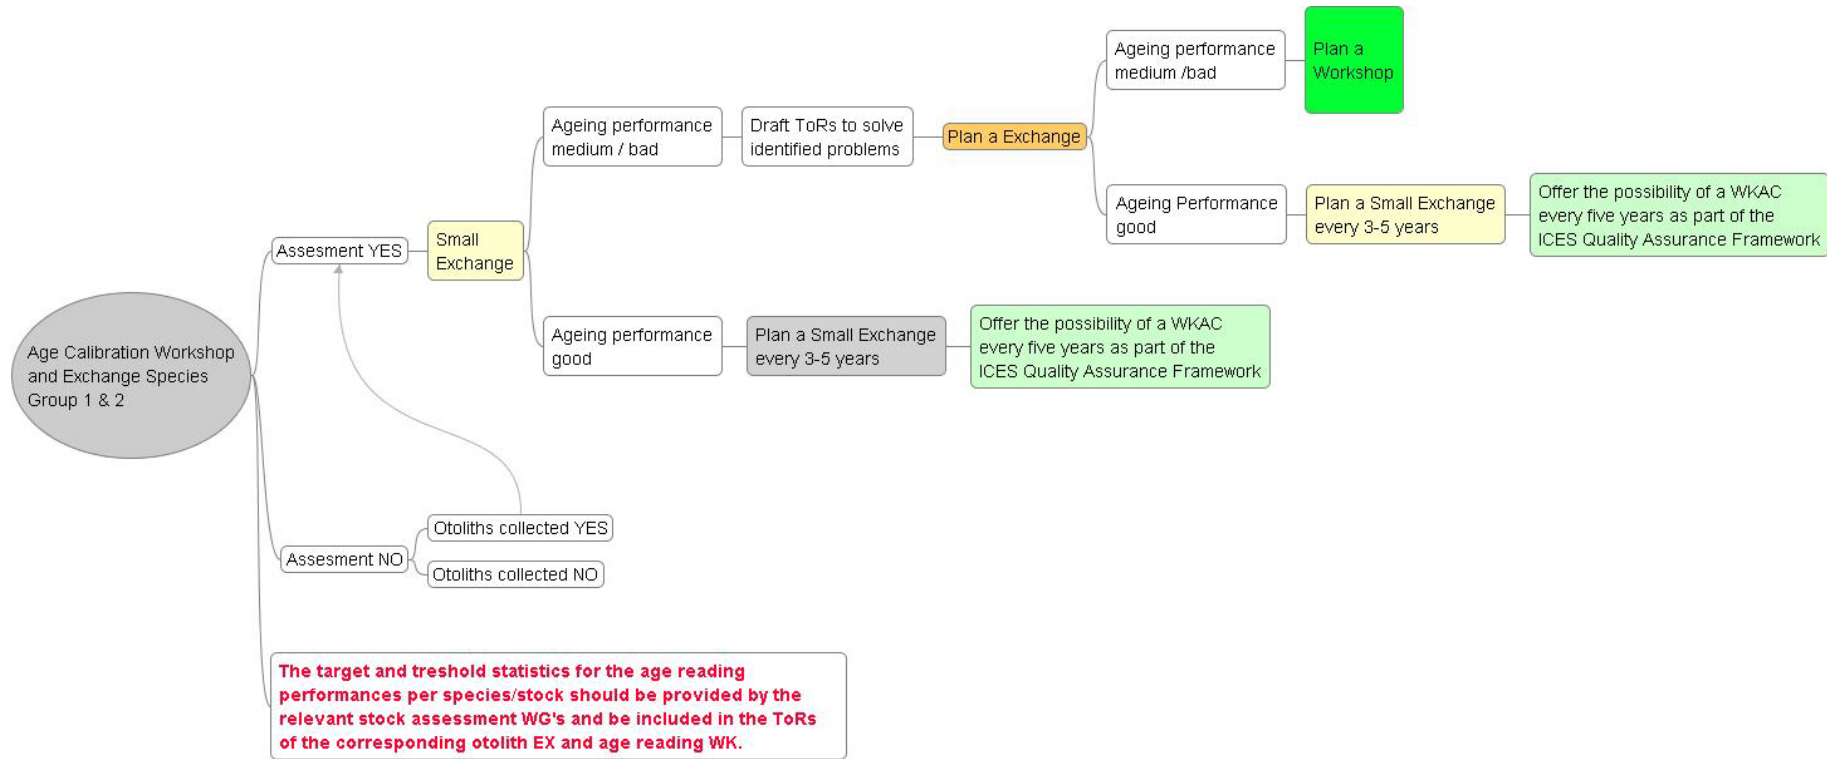 Age Calibration Workshop
and Exchange Species
Group 1 & 2
Assesment YES
Small
Exchange
Ageing performance
medium / bad
Draft ToRs to solve
identified problems
Plan a Exchange
Ageing performance
medium /bad
Plan a
Workshop
Ageing Performance
good
Plan a Small Exchange
every 3-5 years
Offer the possibility of a WKAC
every five years as part of the
ICES Quality Assurance Framework
Ageing performance
good
Plan a Small Exchange
every 3-5 years
Offer the possibility of a WKAC
every five years as part of the
ICES Quality Assurance Framework
Assesment NO
Otoliths collected YES
Otoliths collected NO
The target and treshold statistics for the age reading
performances per species/stock should be provided by the
relevant stock assessment WG's and be included in the ToRs
of the corresponding otolith EX and age reading WK.